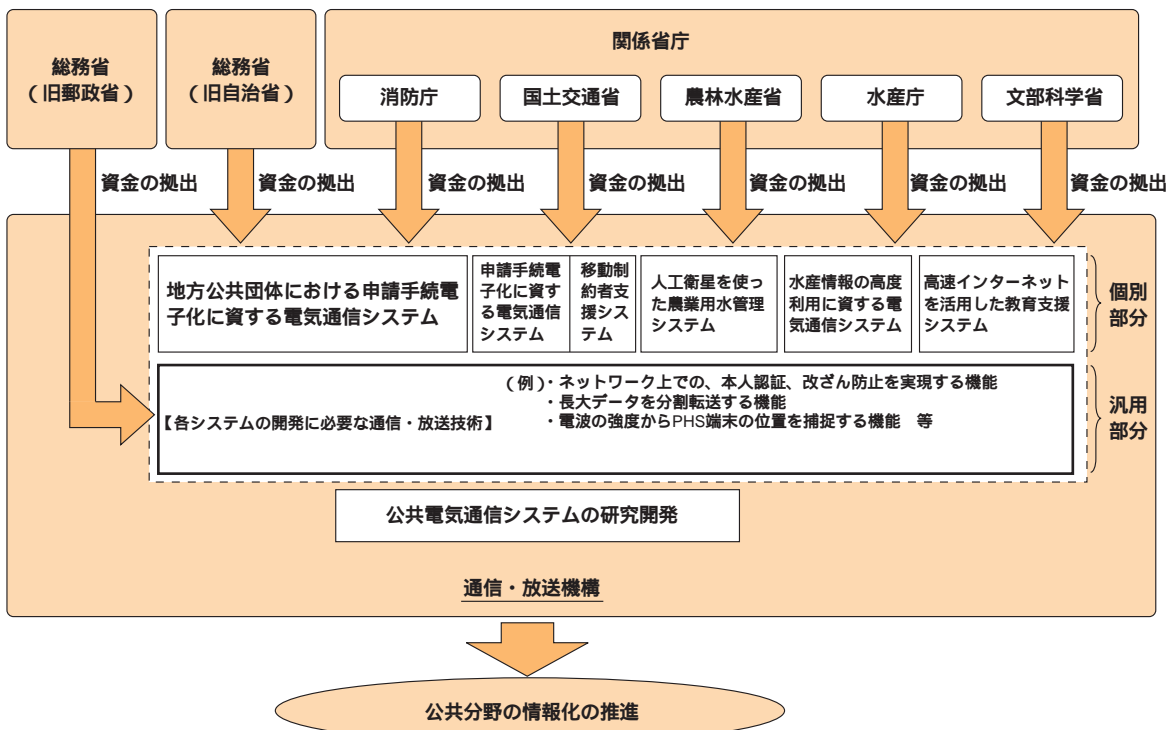 総務省
（旧郵政省）
総務省
（旧自治省）
関係省庁
消防庁
国土交通省
農林水産省
水産庁
文部科学省
資金の拠出
資金の拠出
資金の拠出
資金の拠出
資金の拠出
資金の拠出
資金の拠出
地方公共団体における申請手続電
子化に資する電気通信システム
申請手続電
子化に資す
る電気通信
システム
移動制
約者支
援シス
テム
人工衛星を使っ
た農業用水管理
システム
水産情報の高度
利用に資する電
気通信システム
高速インターネット
を活用した教育支援
システム
個別
部分
【各システムの開発に必要な通信・放送技術】
（例）・ネットワーク上での、本人認証、改ざん防止を実現する機能
・長大データを分割転送する機能
・電波の強度からPHS端末の位置を捕捉する機能　等
汎用
部分
公共電気通信システムの研究開発
通信・放送機構
公共分野の情報化の推進